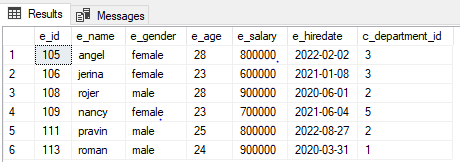 Results Messages
e_id e_name e_gender e_age e_salary e_hiredate c_department_id
1 105 angel female 28 800000 2022-02-02 3
2 106 jerina female 23 600000 2021-01-08 3
3 108 rojer male 28 900000 2020-06-01 2
4 109 nancy female 23 700000 2021-06-04 5
5 111 pravin male 25 800000 2022-08-27 2
6 113 roman male 24 900000 2020-03-31 1